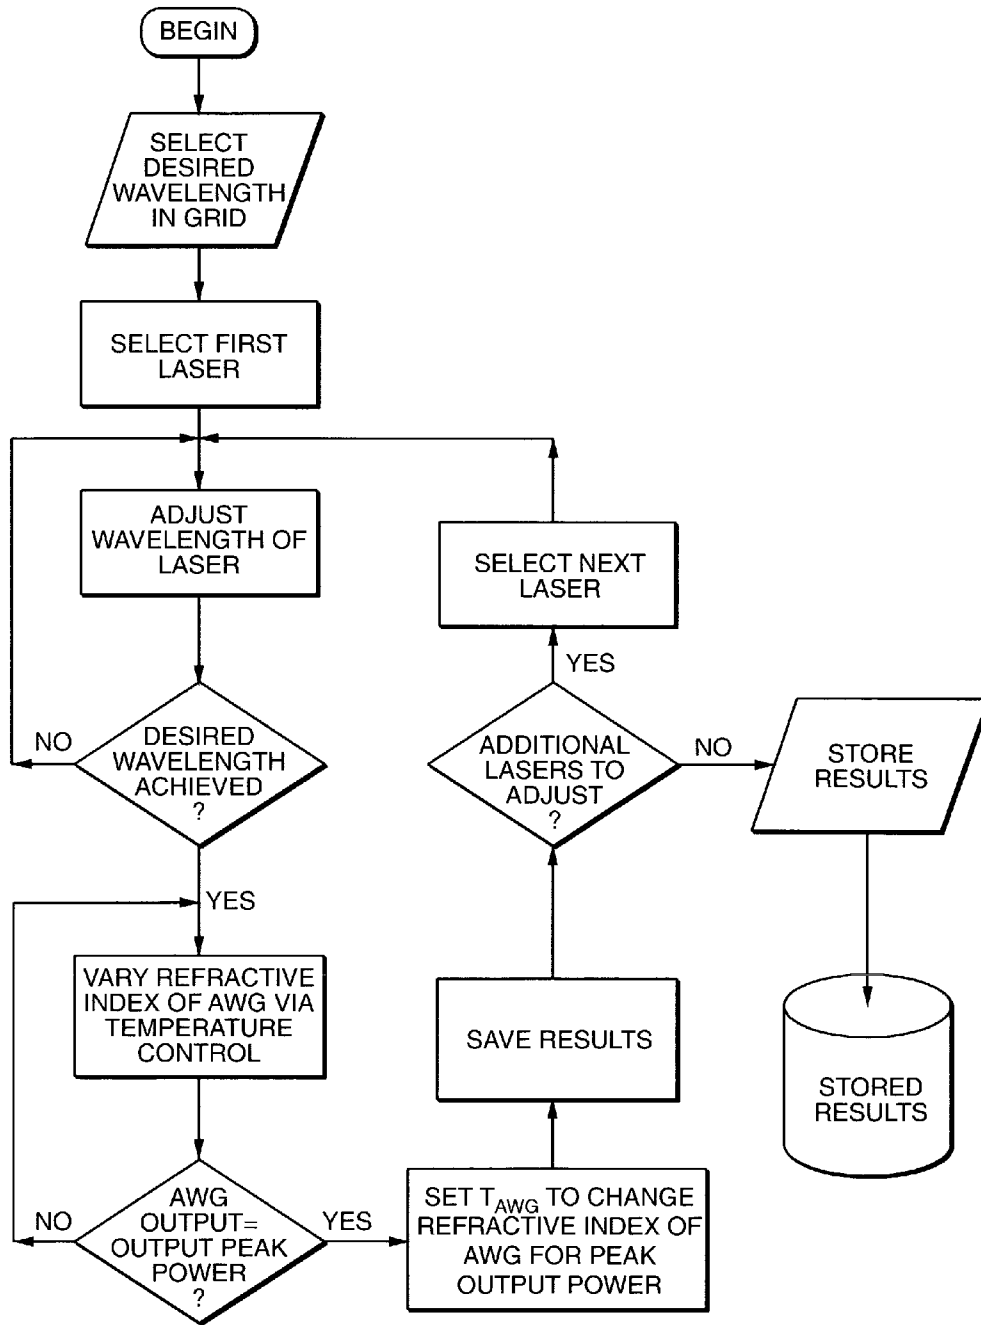 BEGIN
SELECT
DESIRED
WAVELENGTH
IN GRID
SELECT FIRST
LASER
ADJUST
WAVELENGTH OF
LASER
DESIRED
WAVELENGTH
ACHIEVED
?
NO
YES
VARY REFRACTIVE
INDEX OF AWG VIA
TEMPERATURE
CONTROL
AWG
OUTPUT=
OUTPUT PEAK
POWER
?
NO
YES
SET TAWG TO CHANGE
REFRACTIVE INDEX OF
AWG FOR PEAK
OUTPUT POWER
SAVE RESULTS
ADDITIONAL
LASERS TO
ADJUST
?
YES
SELECT NEXT
LASER
NO
STORE
RESULTS
STORED
RESULTS